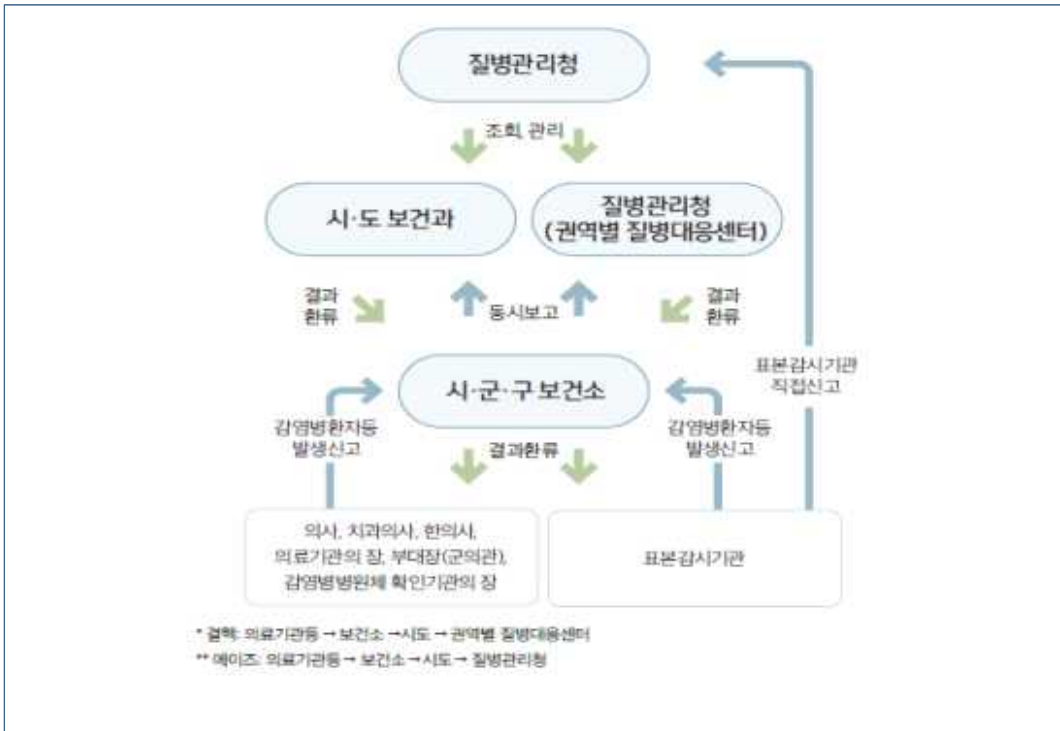 질병관리청
조회, 관리
시·도 보건과
질병관리청
(권역별 질병대응센터)
결과
환류
동시보고
결과
환류
표본감시기관
직접신고
시·군·구 보건소
감염병환자등
발생신고
결과환류
감염병환자등
발생신고
의사, 치과의사, 한의사,
의료기관의 장, 부대장(군의관),
감염병병원체 확인기관의 장
표본감시기관
* 결핵: 의료기관등 → 보건소 → 시도 → 권역별 질병대응센터
** 에이즈: 의료기관등 → 보건소 → 시도 → 질병관리청